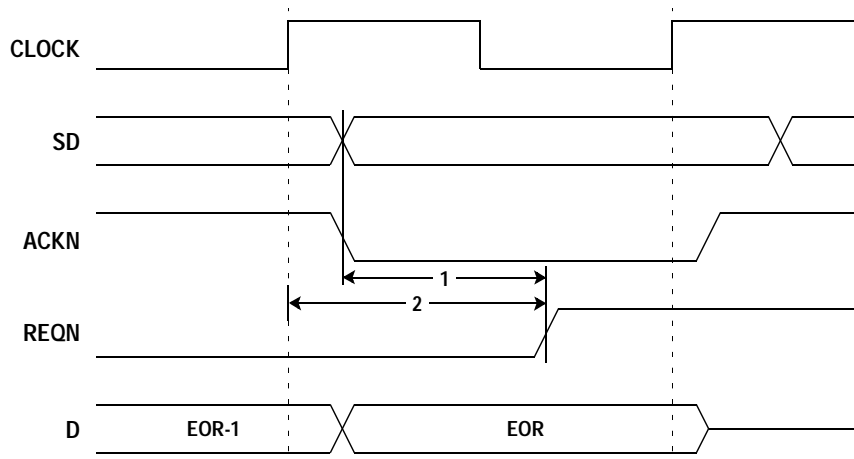 CLOCK
SD
ACKN
1
2
REQN
D EOR-1 EOR